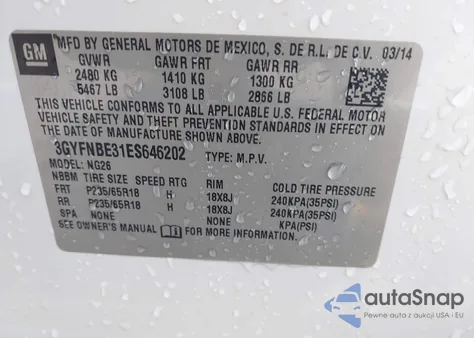 GM
MFD BY GENERAL MOTORS DE MEXICO, S. DE R.L. DE C.V. 03/14
GVWR GAWR FRT GAWR RR
2480 KG 1410 KG 1300 KG
5467 LB 3108 LB 2866 LB
THIS VEHICLE CONFORMS TO ALL APPLICABLE U.S. FEDERAL MOTOR
VEHICLE SAFETY AND THEFT PREVENTION STANDARDS IN EFFECT
ON THE DATE OF MANUFACTURE SHOWN ABOVE.
3GYFNBE31ES646202 TYPE: M.P.V.
MODEL: NG26
NBBM TIRE SIZE SPEED RTG RIM COLD TIRE PRESSURE
FRT P235/65R18 H 18X8J 240KPA(35PSI)
RR P235/65R18 H 18X8J 240KPA(35PSI)
SPA NONE NONE KPA(PSI)
SEE OWNER'S MANUAL FOR MORE INFORMATION.
autoSnap
Pewne auta z aukcji USA i EU